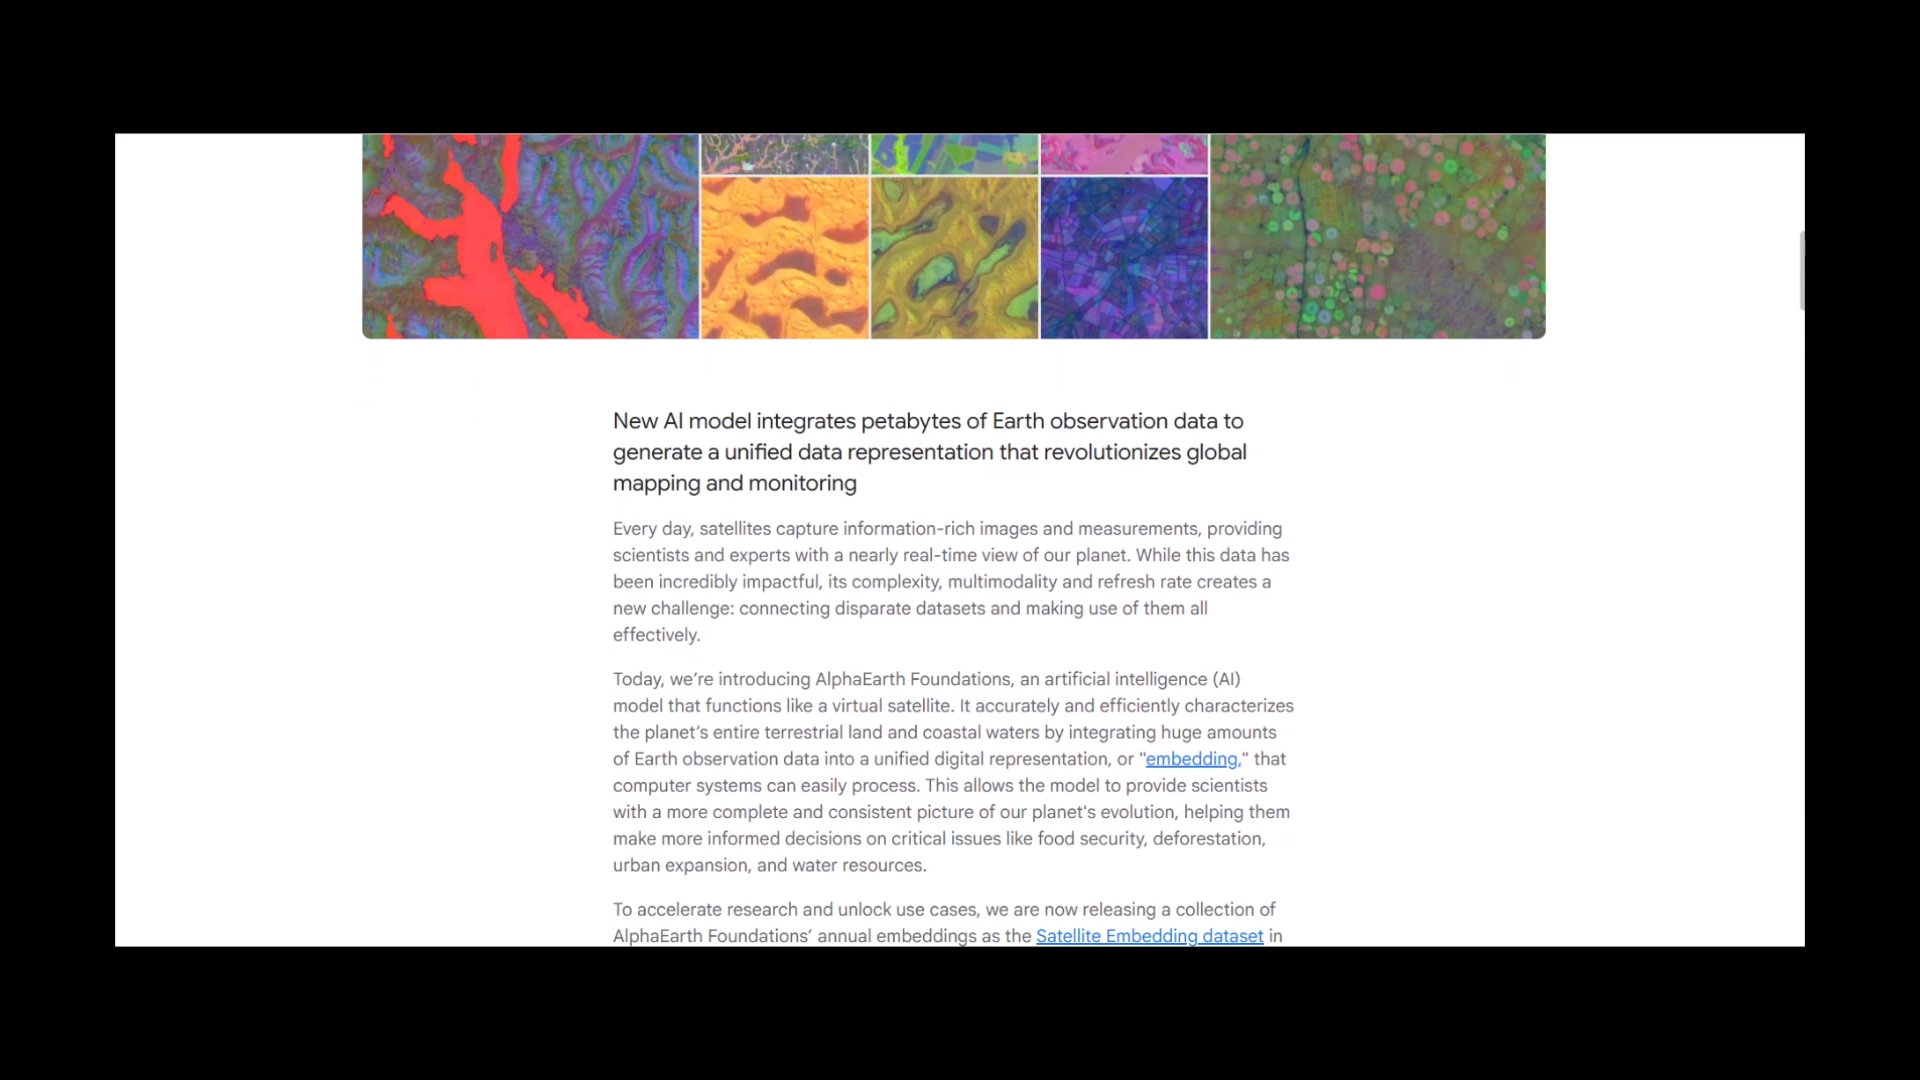 New AI model integrates petabytes of Earth observation data to
generate a unified data representation that revolutionizes global
mapping and monitoring
Every day, satellites capture information-rich images and measurements, providing
scientists and experts with a nearly real-time view of our planet. While this data has
been incredibly impactful, its complexity, multimodality and refresh rate creates a
new challenge: connecting disparate datasets and making use of them all
effectively.
Today, we’re introducing AlphaEarth Foundations, an artificial intelligence (AI)
model that functions like a virtual satellite. It accurately and efficiently characterizes
the planet’s entire terrestrial land and coastal waters by integrating huge amounts
of Earth observation data into a unified digital representation, or "embedding," that
computer systems can easily process. This allows the model to provide scientists
with a more complete and consistent picture of our planet's evolution, helping them
make more informed decisions on critical issues like food security, deforestation,
urban expansion, and water resources.
To accelerate research and unlock use cases, we are now releasing a collection of
AlphaEarth Foundations’ annual embeddings as the Satellite Embedding dataset in